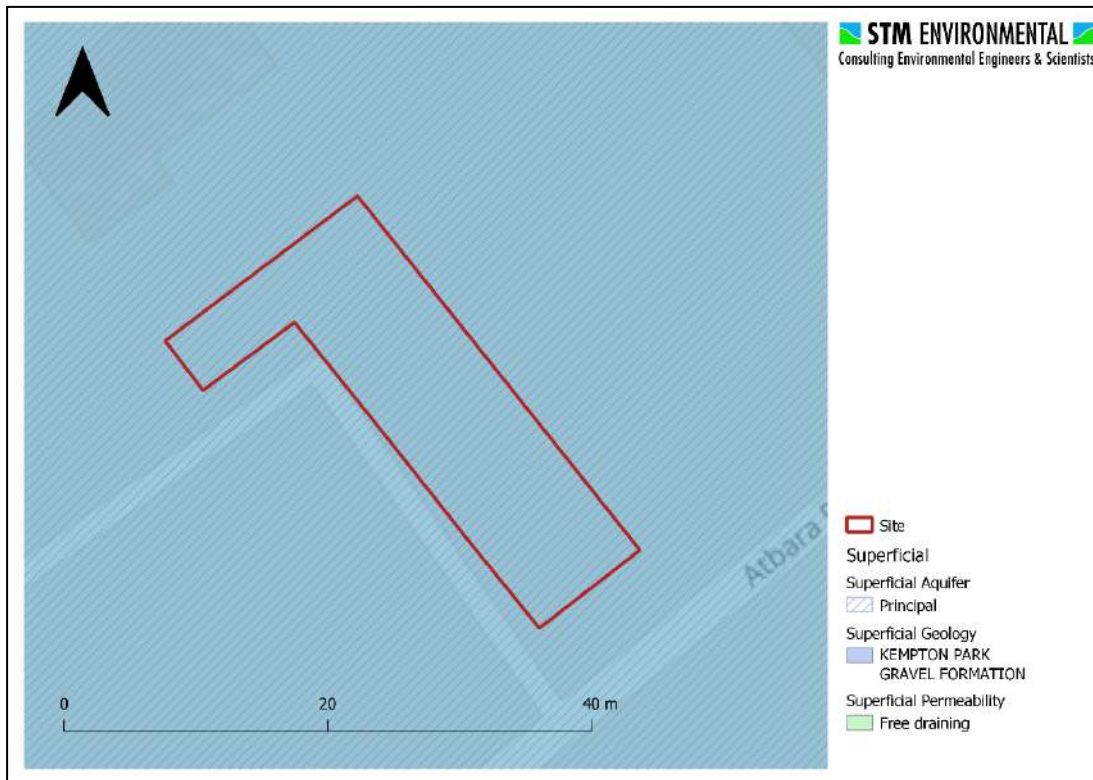 STM ENVIRONMENTAL
Consulting Environmental Engineers & Scientists
Atbara
0 20 40 m
Site
Superficial
Superficial Aquifer
Principal
Superficial Geology
KEMPTON PARK
GRAVEL FORMATION
Superficial Permeability
Free draining